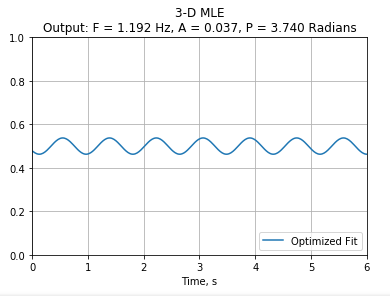 3-D MLE
Output: F = 1.192 Hz, A = 0.037, P = 3.740 Radians
1.0
0.8
0.6
0.4
0.2
0.0
Optimized Fit
0 1 2 3 4 5 6
Time, s